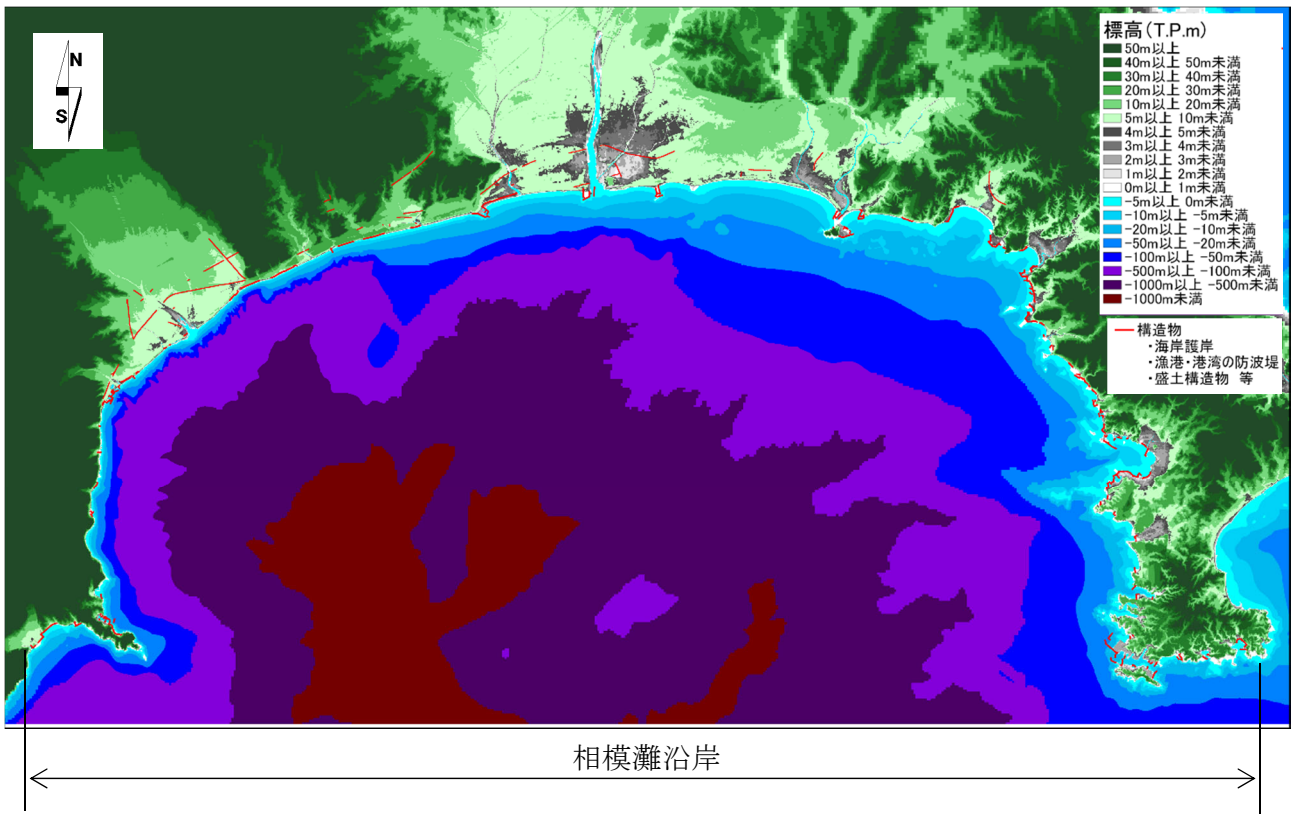 N
S
標高(T.P.m)
50m以上
40m以上 50m未満
30m以上 40m未満
20m以上 30m未満
10m以上 20m未満
5m以上 10m未満
4m以上 5m未満
3m以上 4m未満
2m以上 3m未満
1m以上 2m未満
0m以上 1m未満
-5m以上 0m未満
-10m以上 -5m未満
-20m以上 -10m未満
-50m以上 -20m未満
-100m以上 -50m未満
-500m以上 -100m未満
-1000m以上 -500m未満
-1000m未満
構造物
・海岸護岸
・漁港・港湾の防波堤
・盛土構造物 等
相模灘沿岸